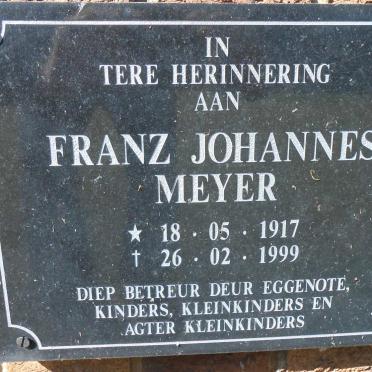 IN
TERE HERINNERING
AAN
FRANZ JOHANNES
MEYER
★ 18 · 05 · 1917
† 26 · 02 · 1999
DIEP BETREUR DEUR EGGENOTE,
KINDERS, KLEINKINDERS EN
AGTER KLEINKINDERS